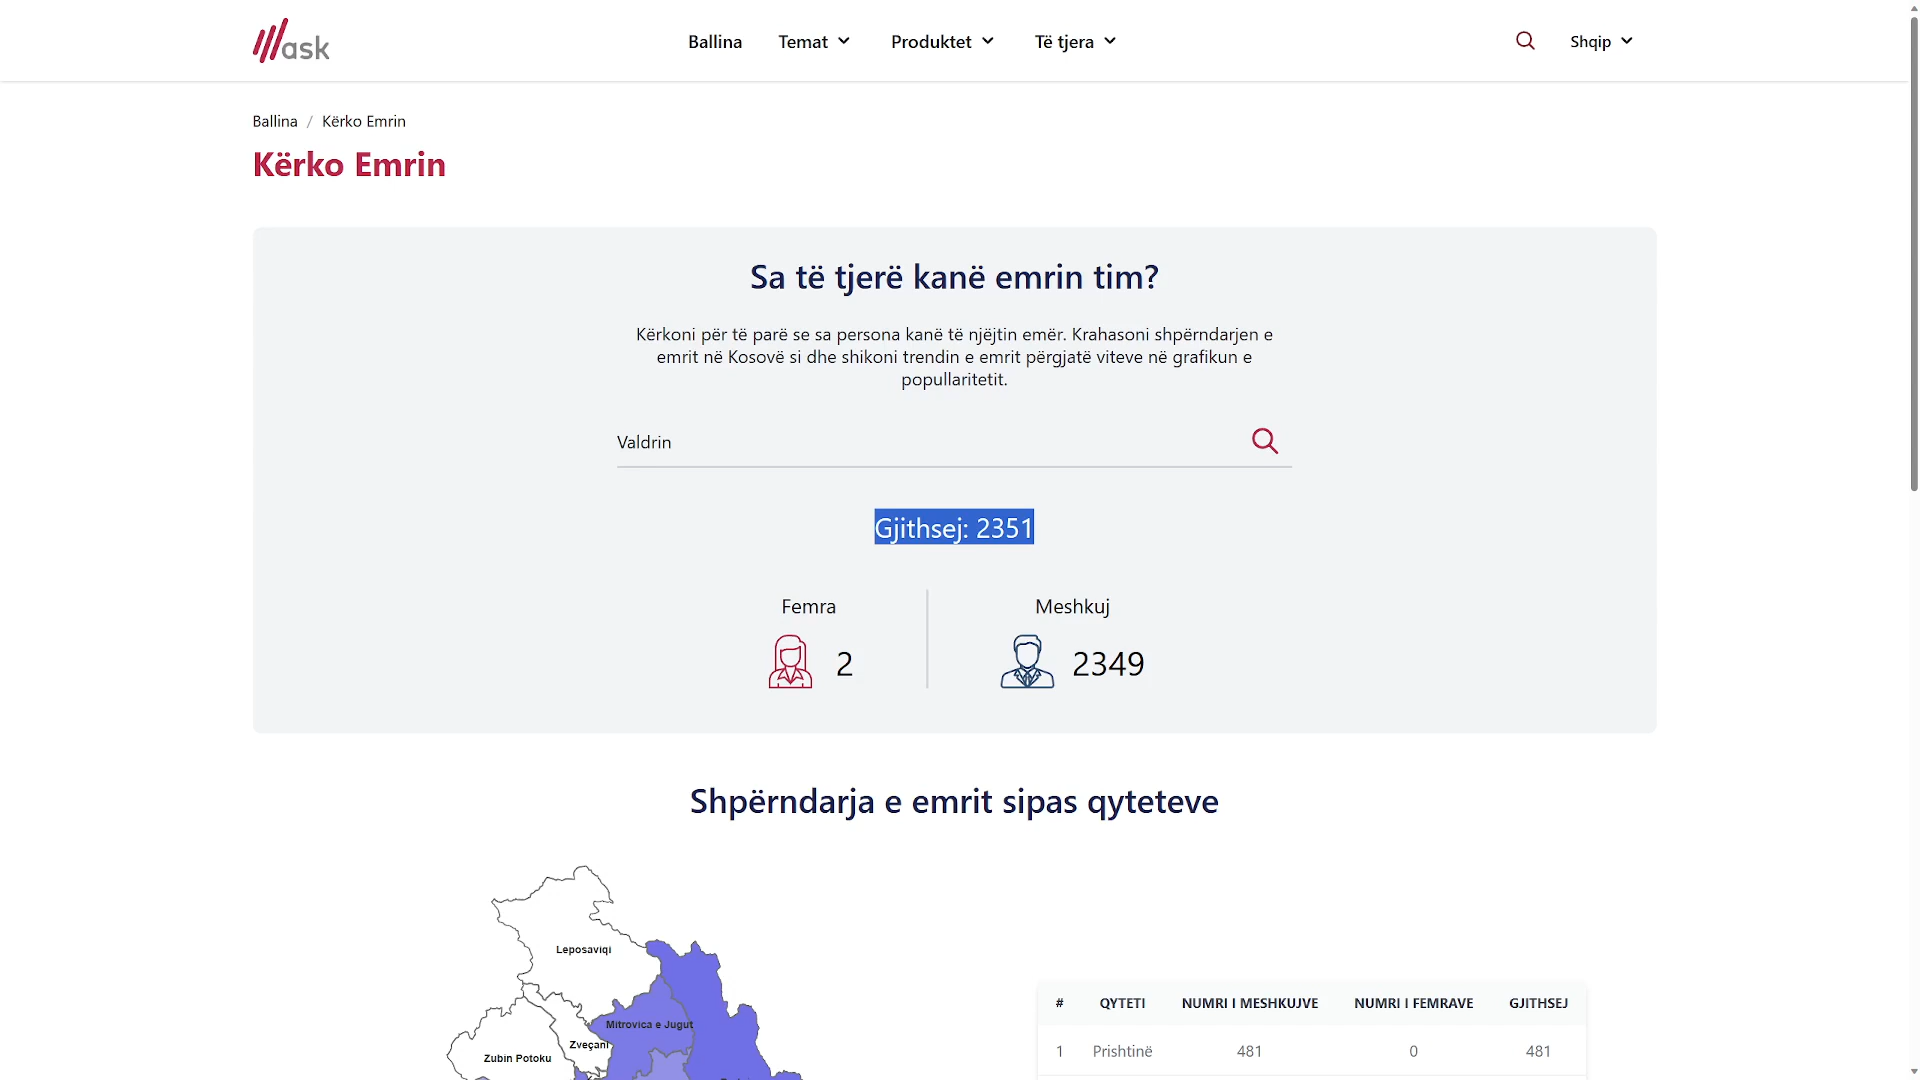 ask
Ballina
Temat
Produktet
Të tjera
Shqip
Ballina / Kërko Emrin
Kërko Emrin
Sa të tjerë kanë emrin tim?
Kërkoni për të parë se sa persona kanë të njëjtin emër. Krahasoni shpërndarjen e
emrit në Kosovë si dhe shikoni trendin e emrit përgjatë viteve në grafikun e
popullaritetit.
Valdrin
Gjithsej: 2351
Femra
2
Meshkuj
2349
Shpërndarja e emrit sipas qyteteve
Leposaviqi
Mitrovica e Jugut
Zveçani
Zubin Potoku
# QYTETI NUMRI I MESHKUJVE NUMRI I FEMRAVE GJITHSEJ
1 Prishtinë 481 0 481